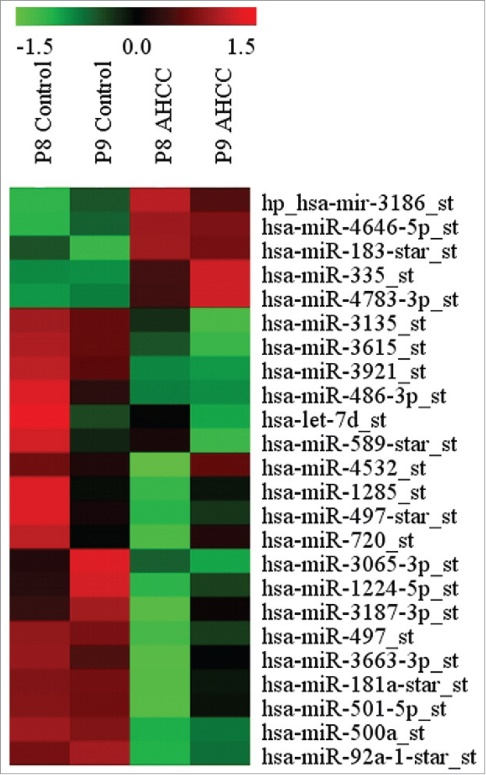 -1.5 0.0 1.5
P8 Control
P9 Control
P8 AHCC
P9 AHCC
hp_hsa-mir-3186_st
hsa-miR-4646-5p_st
hsa-miR-183-star_st
hsa-miR-335_st
hsa-miR-4783-3p_st
hsa-miR-3135_st
hsa-miR-3615_st
hsa-miR-3921_st
hsa-miR-486-3p_st
hsa-let-7d_st
hsa-miR-589-star_st
hsa-miR-4532_st
hsa-miR-1285_st
hsa-miR-497-star_st
hsa-miR-720_st
hsa-miR-3065-3p_st
hsa-miR-1224-5p_st
hsa-miR-3187-3p_st
hsa-miR-497_st
hsa-miR-3663-3p_st
hsa-miR-181a-star_st
hsa-miR-501-5p_st
hsa-miR-500a_st
hsa-miR-92a-1-star_st